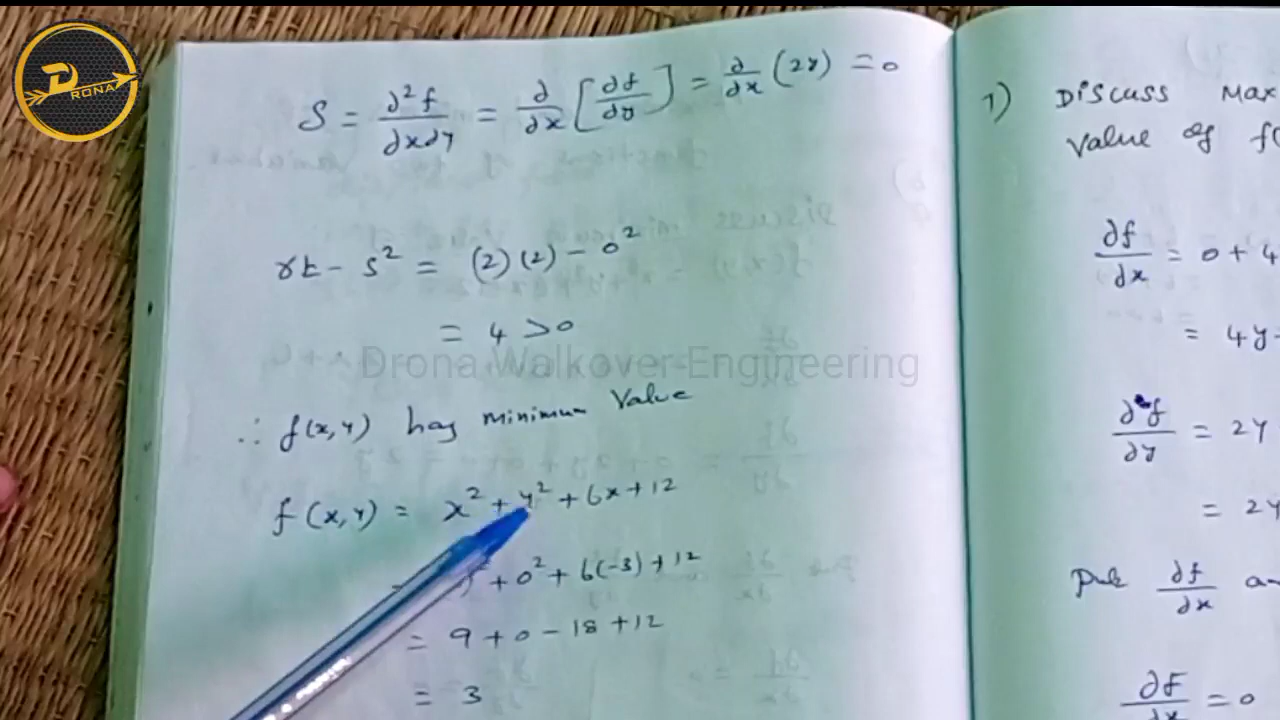 DRONA
S = ∂²f/∂x∂y = ∂/∂x [∂f/∂y] = ∂/∂x (2y) = 0
rt - s² = (2)(2) - 0²
= 4 > 0
Drona Walkover-Engineering
∴ f(x,y) has minimum Value
f(x,y) = x² + y² + 6x + 12
+ 0² + 6(-3) + 12
= 9 + 0 - 18 + 12
= 3
1) DISCUSS Max
Value of f(
∂f/∂x = 0 + 4
= 4y-
∂f/∂y = 2y
= 2y
Put ∂f/∂x a
∂f/∂x = 0